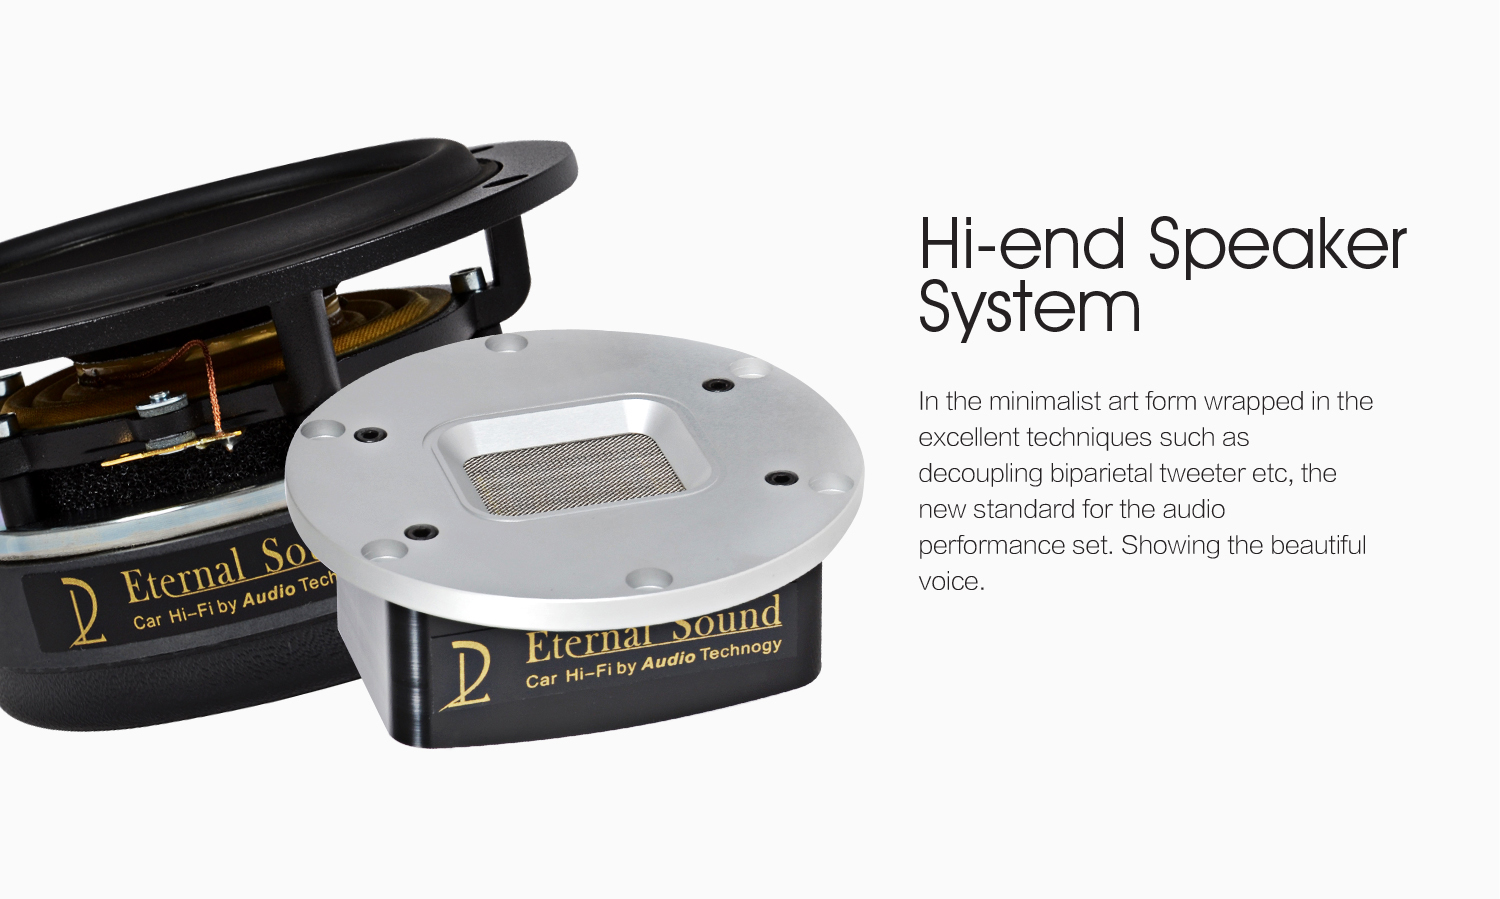 Hi-end Speaker
System
In the minimalist art form wrapped in the
excellent techniques such as
decoupling biparietal tweeter etc, the
new standard for the audio
performance set. Showing the beautiful
voice.
Eternal Sou
Car Hi-Fi by Audio Tech
Eternal Sound
Car Hi-Fi by Audio Technogy